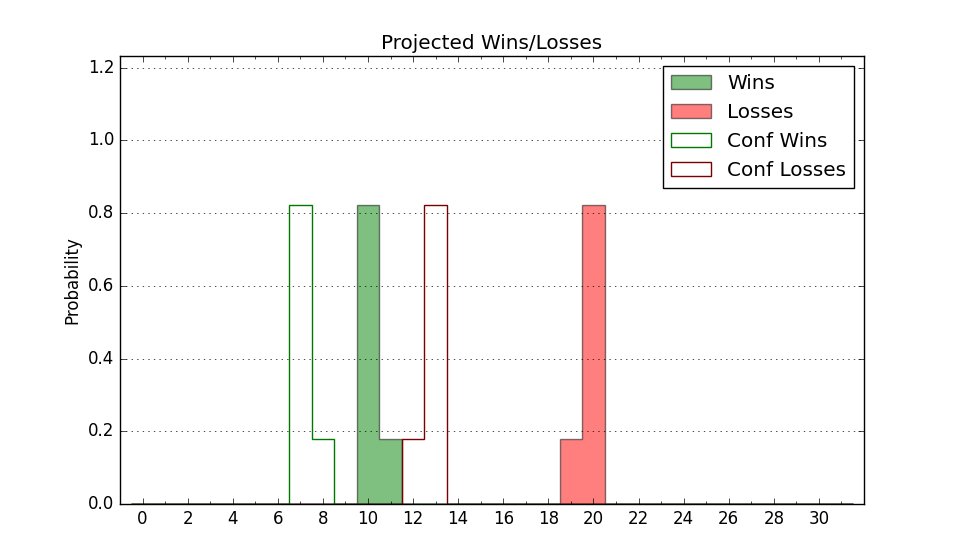 Projected Wins/Losses
Wins
Losses
Conf Wins
Conf Losses
Probability
1.2
1.0
0.8
0.6
0.4
0.2
0.0
0 2 4 6 8 10 12 14 16 18 20 22 24 26 28 30